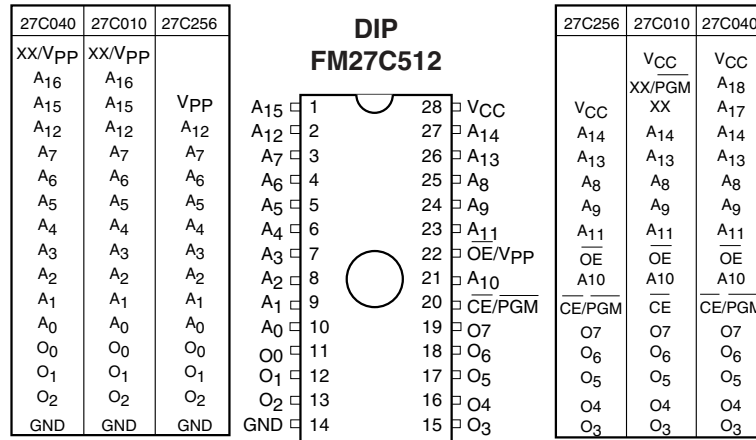 27C040 27C010 27C256
XX/VPP XX/VPP
A16 A16
A15 A15 VPP
A12 A12 A12
A7 A7 A7
A6 A6 A6
A5 A5 A5
A4 A4 A4
A3 A3 A3
A2 A2 A2
A1 A1 A1
A0 A0 A0
O0 O0 O0
O1 O1 O1
O2 O2 O2
GND GND GND
DIP
FM27C512
A15 1 28 VCC
A12 2 27 A14
A7 3 26 A13
A6 4 25 A8
A5 5 24 A9
A4 6 23 A11
A3 7 22 OE/VPP
A2 8 21 A10
A1 9 20 CE/PGM
A0 10 19 O7
O0 11 18 O6
O1 12 17 O5
O2 13 16 O4
GND 14 15 O3
27C256 27C010 27C040
VCC VCC
XX/PGM A18
VCC XX A17
A14 A14 A14
A13 A13 A13
A8 A8 A8
A9 A9 A9
A11 A11 A11
OE OE OE
A10 A10 A10
CE/PGM CE CE/PGM
O7 O7 O7
O6 O6 O6
O5 O5 O5
O4 O4 O4
O3 O3 O3